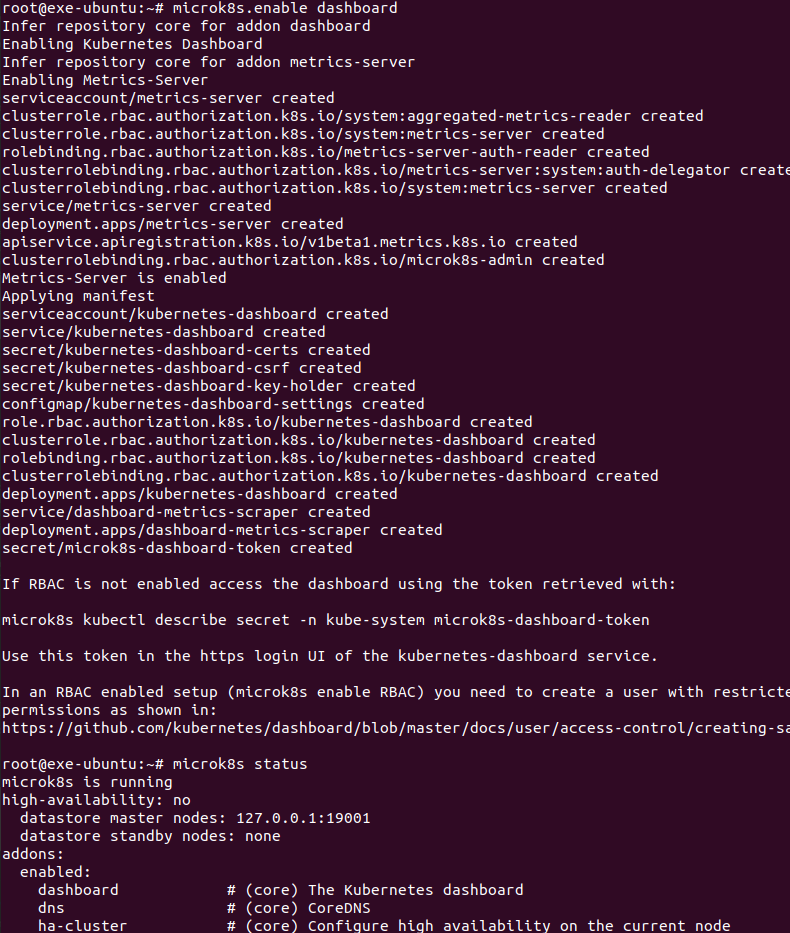 root@exe-ubuntu:~# microk8s.enable dashboard
Infer repository core for addon dashboard
Enabling Kubernetes Dashboard
Infer repository core for addon metrics-server
Enabling Metrics-Server
serviceaccount/metrics-server created
clusterrole.rbac.authorization.k8s.io/system:aggregated-metrics-reader created
clusterrole.rbac.authorization.k8s.io/system:metrics-server created
rolebinding.rbac.authorization.k8s.io/metrics-server-auth-reader created
clusterrolebinding.rbac.authorization.k8s.io/metrics-server:system:auth-delegator create
clusterrolebinding.rbac.authorization.k8s.io/system:metrics-server created
service/metrics-server created
deployment.apps/metrics-server created
apiservice.apiregistration.k8s.io/v1beta1.metrics.k8s.io created
clusterrolebinding.rbac.authorization.k8s.io/microk8s-admin created
Metrics-Server is enabled
Applying manifest
serviceaccount/kubernetes-dashboard created
service/kubernetes-dashboard created
secret/kubernetes-dashboard-certs created
secret/kubernetes-dashboard-csrf created
secret/kubernetes-dashboard-key-holder created
configmap/kubernetes-dashboard-settings created
role.rbac.authorization.k8s.io/kubernetes-dashboard created
clusterrole.rbac.authorization.k8s.io/kubernetes-dashboard created
rolebinding.rbac.authorization.k8s.io/kubernetes-dashboard created
clusterrolebinding.rbac.authorization.k8s.io/kubernetes-dashboard created
deployment.apps/kubernetes-dashboard created
service/dashboard-metrics-scraper created
deployment.apps/dashboard-metrics-scraper created
secret/microk8s-dashboard-token created

If RBAC is not enabled access the dashboard using the token retrieved with:

microk8s kubectl describe secret -n kube-system microk8s-dashboard-token

Use this token in the https login UI of the kubernetes-dashboard service.

In an RBAC enabled setup (microk8s enable RBAC) you need to create a user with restricte
permissions as shown in:
https://github.com/kubernetes/dashboard/blob/master/docs/user/access-control/creating-sa

root@exe-ubuntu:~# microk8s status
microk8s is running
high-availability: no
  datastore master nodes: 127.0.0.1:19001
  datastore standby nodes: none
addons:
  enabled:
    dashboard            # (core) The Kubernetes dashboard
    dns                  # (core) CoreDNS
    ha-cluster           # (core) Configure high availability on the current node